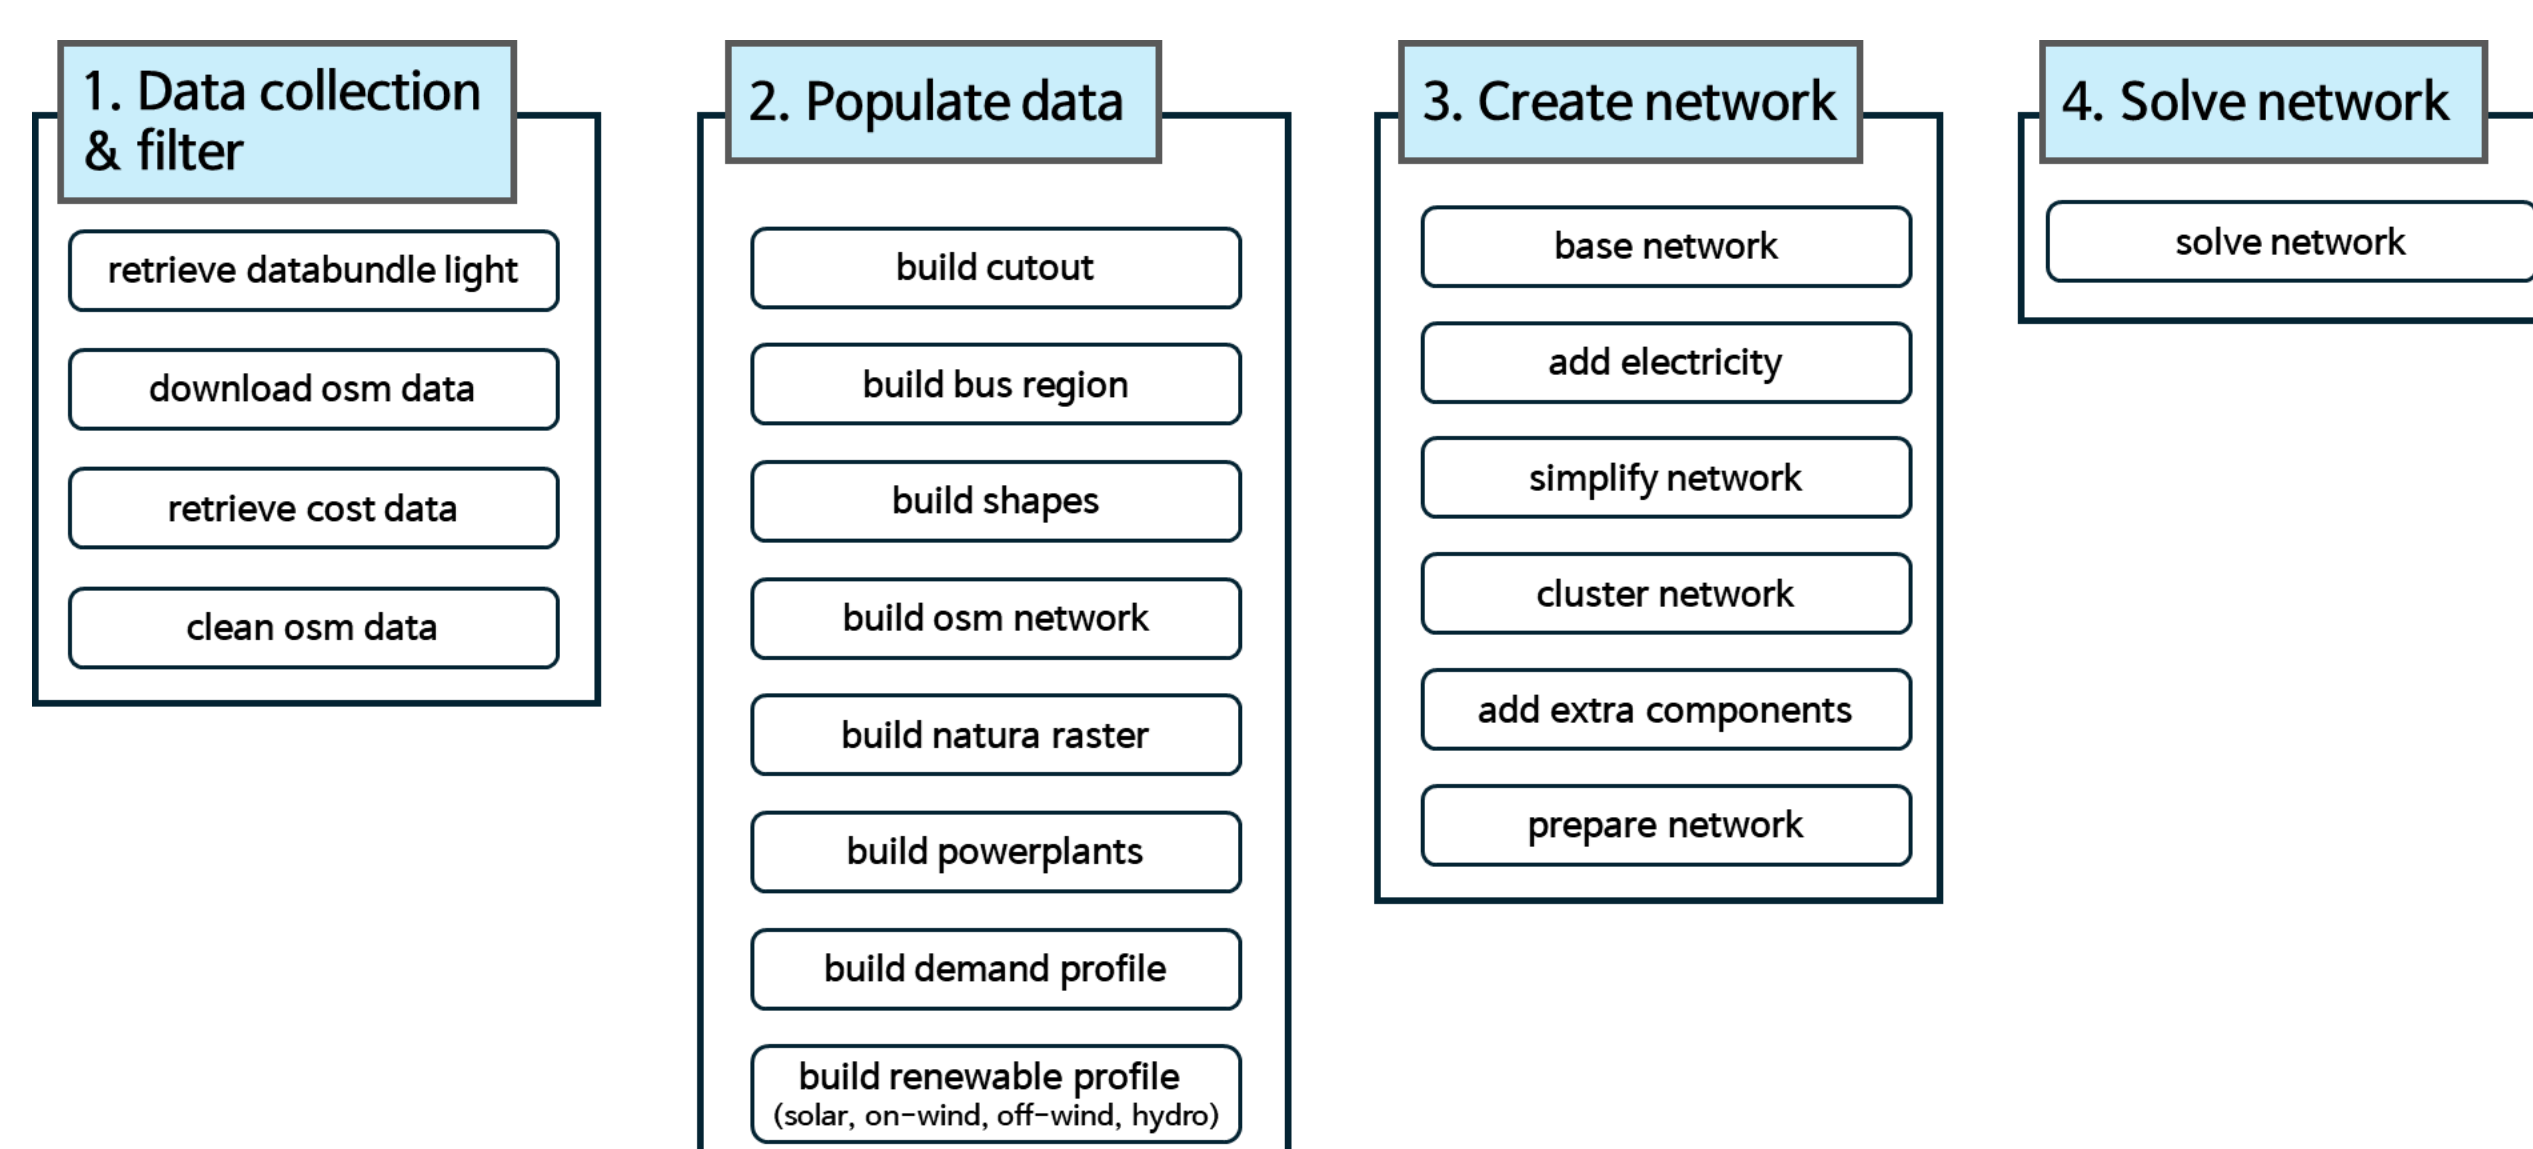 1. Data collection
& filter
retrieve databundle light
download osm data
retrieve cost data
clean osm data
2. Populate data
build cutout
build bus region
build shapes
build osm network
build natura raster
build powerplants
build demand profile
build renewable profile
(solar, on-wind, off-wind, hydro)
3. Create network
base network
add electricity
simplify network
cluster network
add extra components
prepare network
4. Solve network
solve network